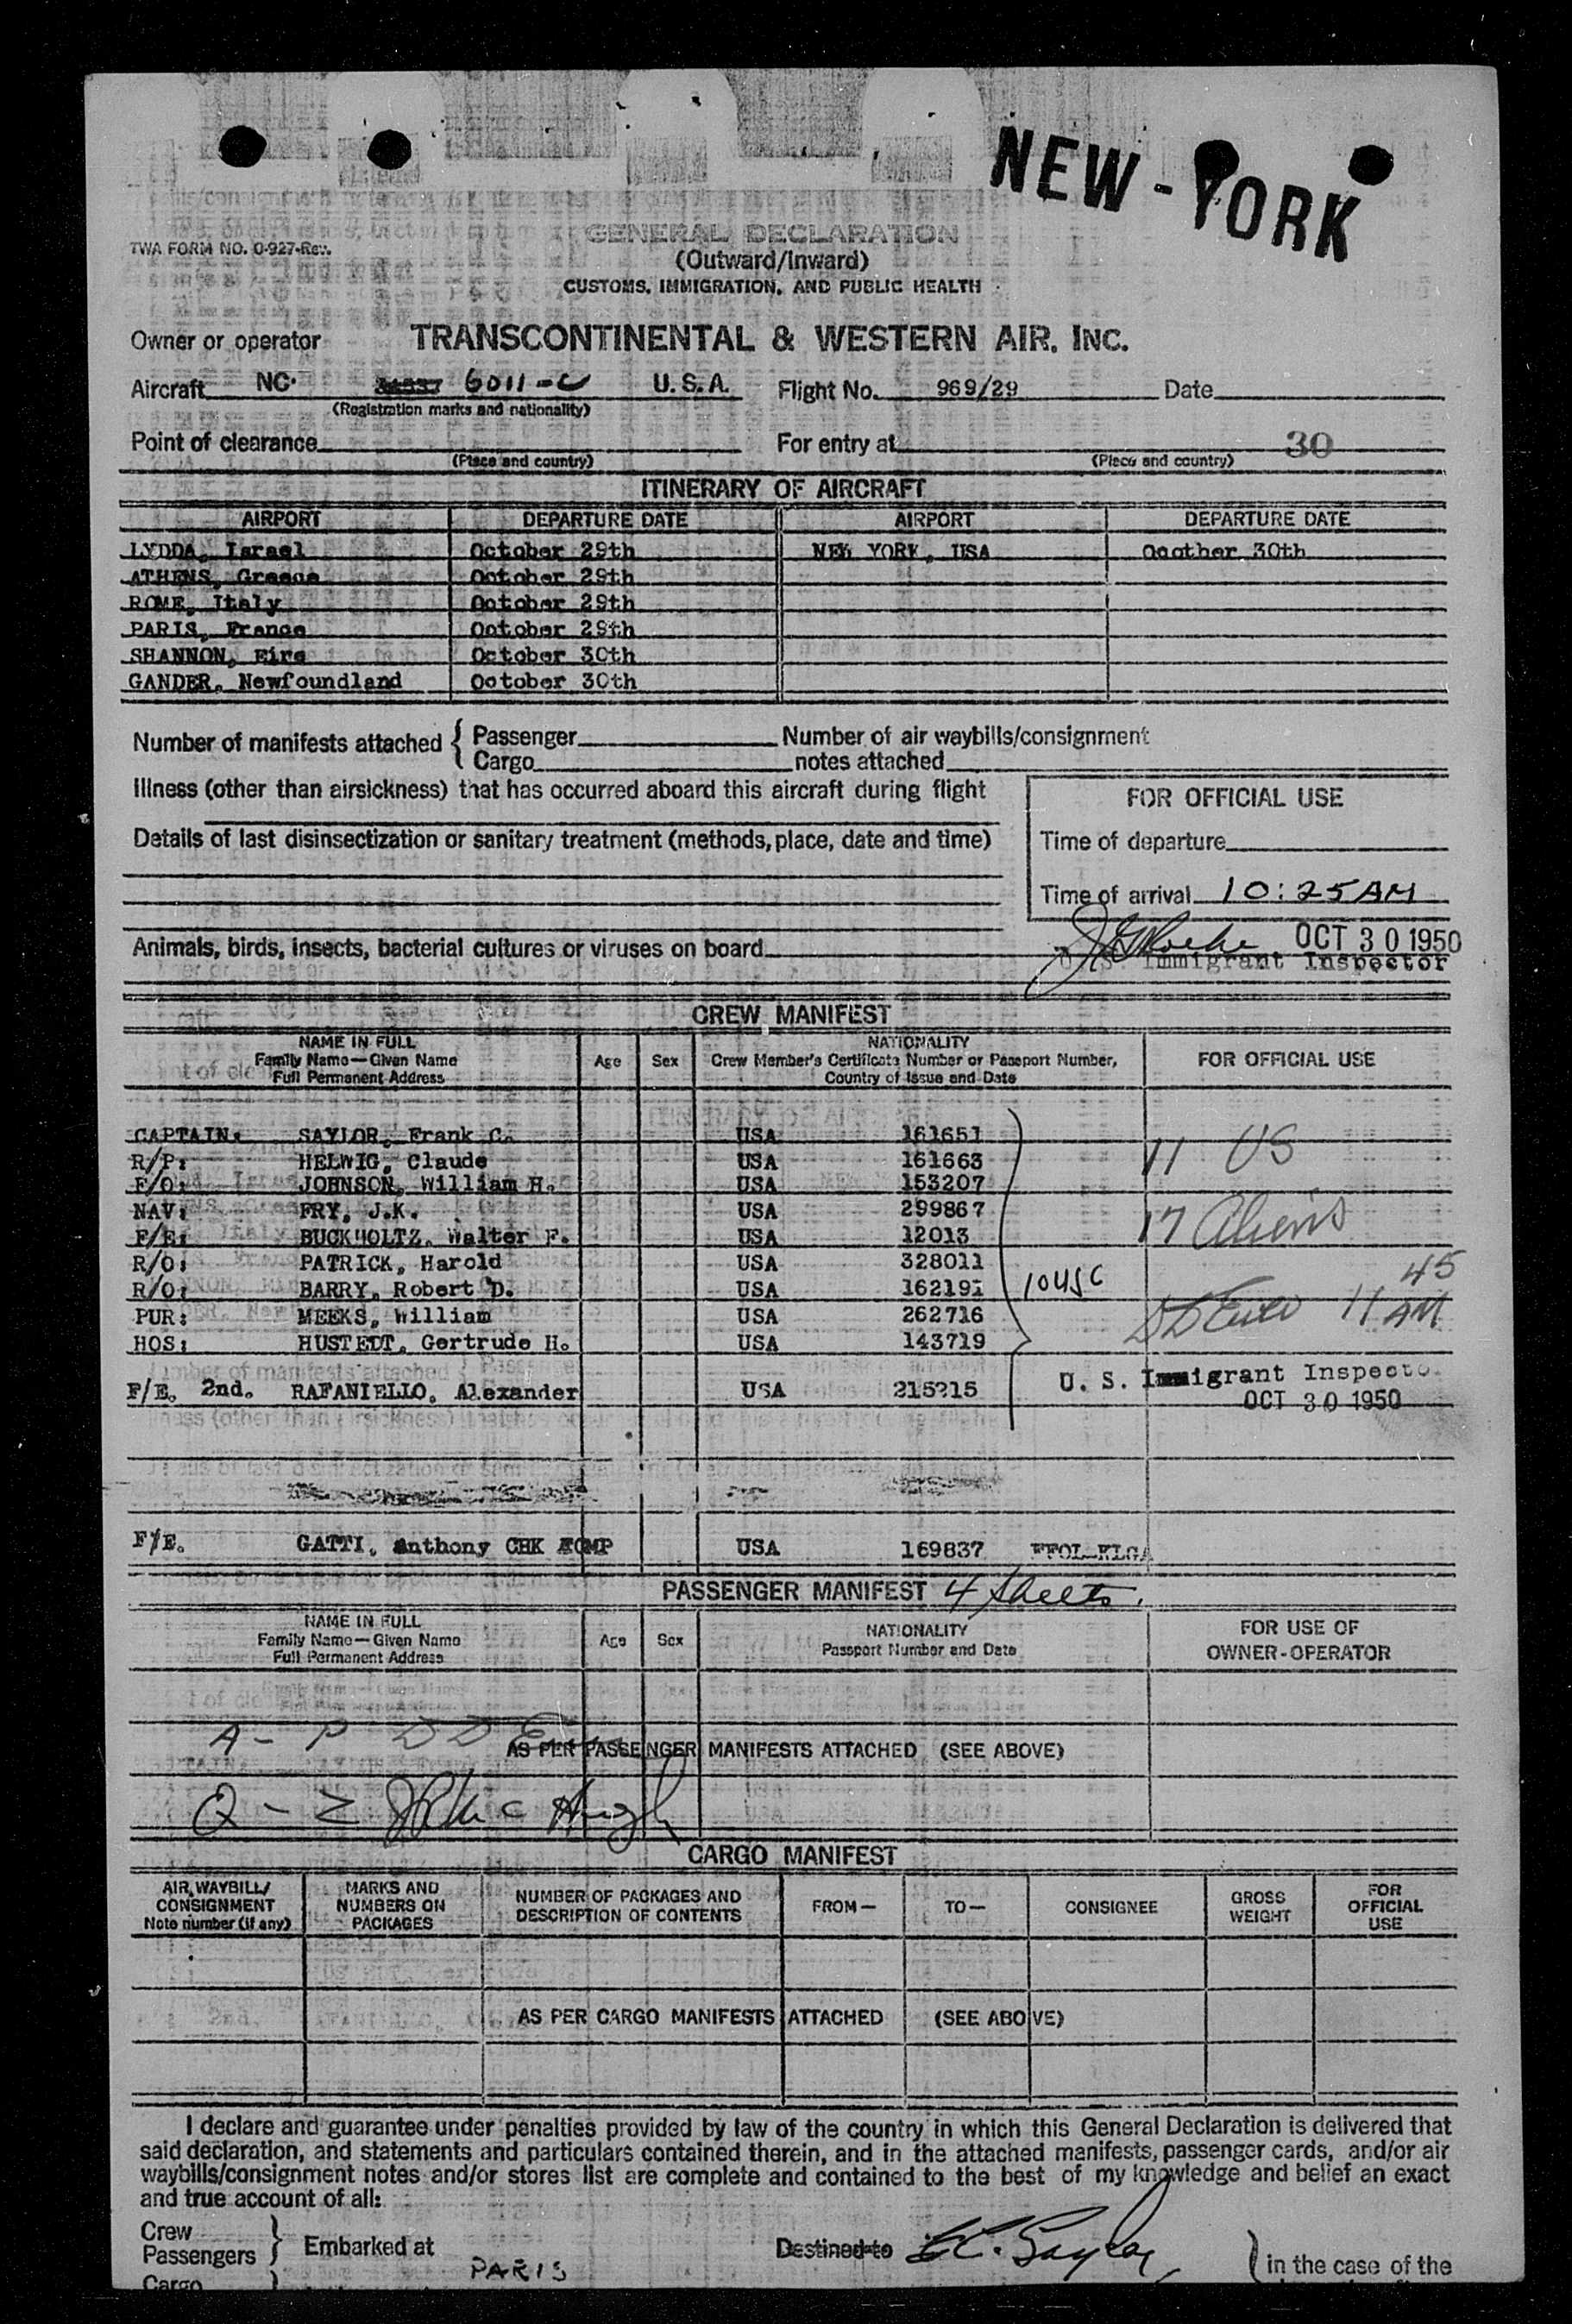 NEW-YORK
TWA FORM NO. O-927-Rev.
GENERAL DECLARATION
(Outward/Inward)
CUSTOMS, IMMIGRATION, AND PUBLIC HEALTH
Owner or operator TRANSCONTINENTAL & WESTERN AIR, INC.
Aircraft NC. 6011-C U.S.A. Flight No. 969/29 Date
(Registration marks and nationality)
Point of clearance For entry at 30
(Place and country) (Place and country)
ITINERARY OF AIRCRAFT
AIRPORT DEPARTURE DATE AIRPORT DEPARTURE DATE
LYDDA, Israel October 29th NEW YORK, USA Ocother 30th
ATHENS, Greece October 29th
ROME, Italy October 29th
PARIS, France October 29th
SHANNON, Eire October 30th
GANDER, Newfoundland October 30th
Number of manifests attached { Passenger Number of air waybills/consignment
Cargo notes attached
Illness (other than airsickness) that has occurred aboard this aircraft during flight
FOR OFFICIAL USE
Details of last disinsectization or sanitary treatment (methods, place, date and time) Time of departure
Time of arrival 10:25 AM
Animals, birds, insects, bacterial cultures or viruses on board OCT 30 1950
U. S. Immigrant Inspector
CREW MANIFEST
NAME IN FULL NATIONALITY
Family Name—Given Name Age Sex Crew Member's Certificate Number or Passport Number, FOR OFFICIAL USE
Full Permanent Address Country of Issue and Date
CAPTAIN: SAYLOR, Frank C. USA 161651
11 US
R/P: HELWIG, Claude USA 161663
F/O: JOHNSON, William H. USA 153207
NAV: FRY, J.K. USA 299867
17 Aliens
F/E: BUCKHOLTZ, Walter F. USA 12013
R/O: PATRICK, Harold USA 328011
R/O: BARRY, Robert D. USA 162191 10 USC
PUR: MEEKS, William USA 262716
11 45 AM
HOS: HUSTEDT, Gertrude H. USA 143719
F/E. 2nd. RAFANIELLO, Alexander USA 215215 U. S. Immigrant Inspecto
OCT 30 1950
F/E. GATTI, Anthony CHK USA 169837
PASSENGER MANIFEST 4 sheets.
NAME IN FULL NATIONALITY FOR USE OF
Family Name—Given Name Age Sex Passport Number and Date OWNER-OPERATOR
Full Permanent Address
A - P D D
AS PER PASSENGER MANIFESTS ATTACHED (SEE ABOVE)
Q - Z
CARGO MANIFEST
AIR WAYBILL/ MARKS AND NUMBER OF PACKAGES AND FROM— TO— CONSIGNEE GROSS FOR
CONSIGNMENT NUMBERS ON DESCRIPTION OF CONTENTS WEIGHT OFFICIAL
Note number (if any) PACKAGES USE
AS PER CARGO MANIFESTS ATTACHED (SEE ABOVE)
I declare and guarantee under penalties provided by law of the country in which this General Declaration is delivered that
said declaration, and statements and particulars contained therein, and in the attached manifests, passenger cards, and/or air
waybills/consignment notes and/or stores list are complete and contained to the best of my knowledge and belief an exact
and true account of all:
Crew
Passengers } Embarked at PARIS Destined to (in the case of the
Cargo